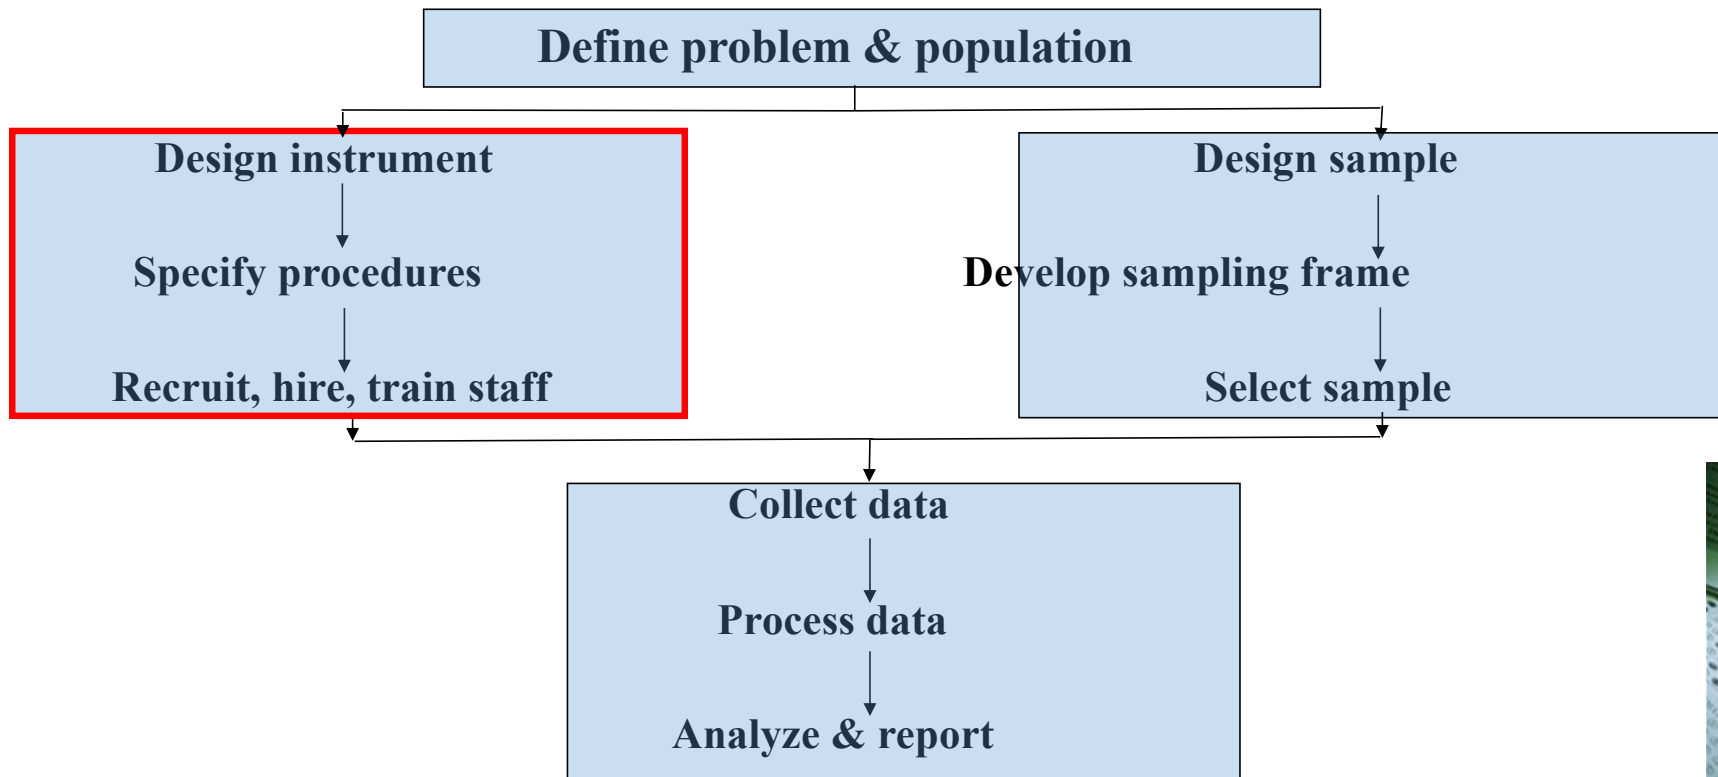 Define problem & population
Design instrument
Specify procedures
Recruit, hire, train staff
Design sample
Develop sampling frame
Select sample
Collect data
Process data
Analyze & report